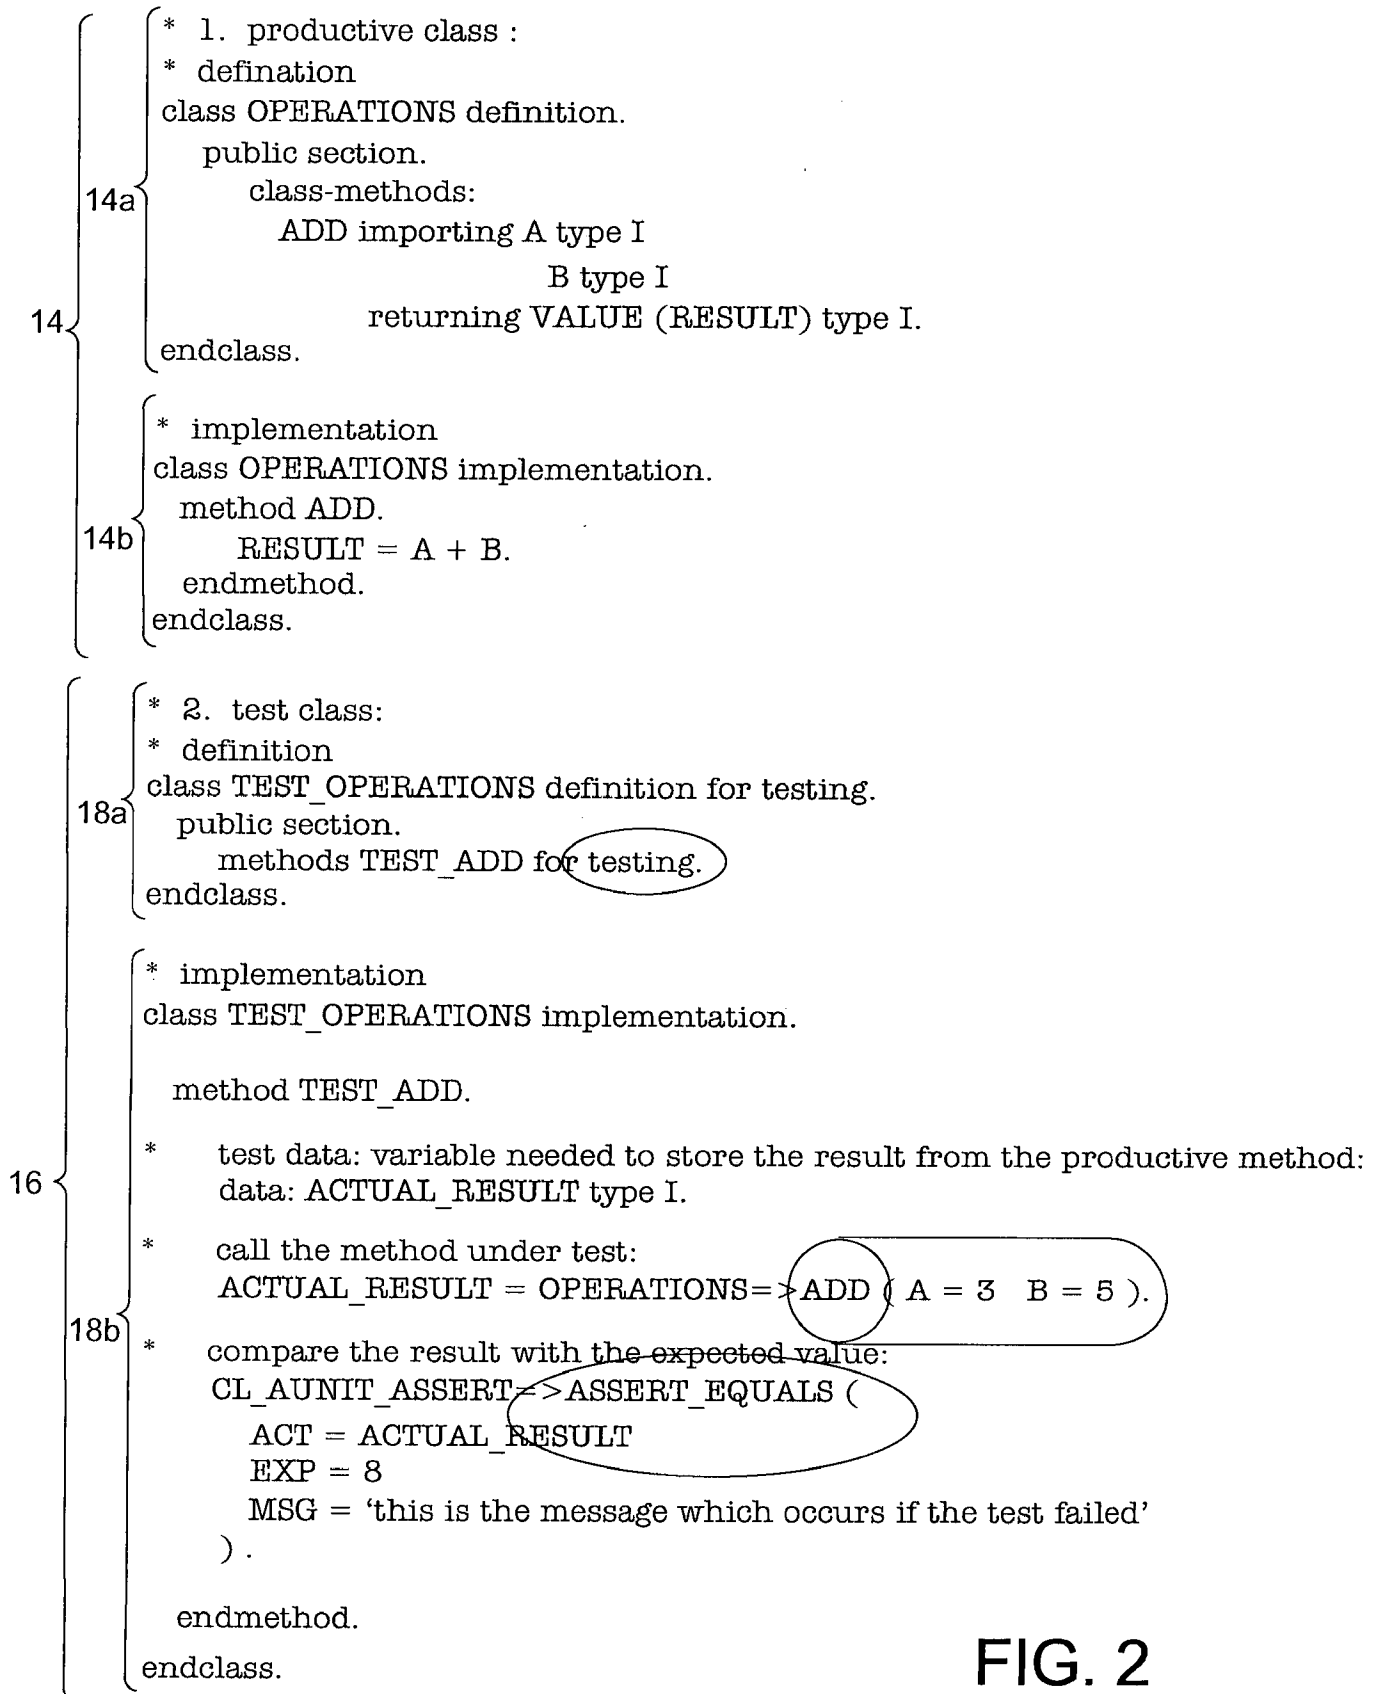 * 1. productive class :
* defination
class OPERATIONS definition.
public section.
14a
class-methods:
ADD importing A type I
B type I
14
returning VALUE (RESULT) type I.
endclass.
* implementation
class OPERATIONS implementation.
method ADD.
14b
RESULT = A + B.
endmethod.
endclass.
* 2. test class:
* definition
class TEST_OPERATIONS definition for testing.
18a
public section.
methods TEST_ADD for testing.
endclass.
* implementation
class TEST_OPERATIONS implementation.
method TEST_ADD.
* test data: variable needed to store the result from the productive method:
16
data: ACTUAL_RESULT type I.
* call the method under test:
ACTUAL_RESULT = OPERATIONS=>ADD ( A = 3 B = 5 ).
18b
* compare the result with the expected value:
CL_AUNIT_ASSERT=>ASSERT_EQUALS (
ACT = ACTUAL_RESULT
EXP = 8
MSG = ‘this is the message which occurs if the test failed’
) .
endmethod.
endclass.
FIG. 2